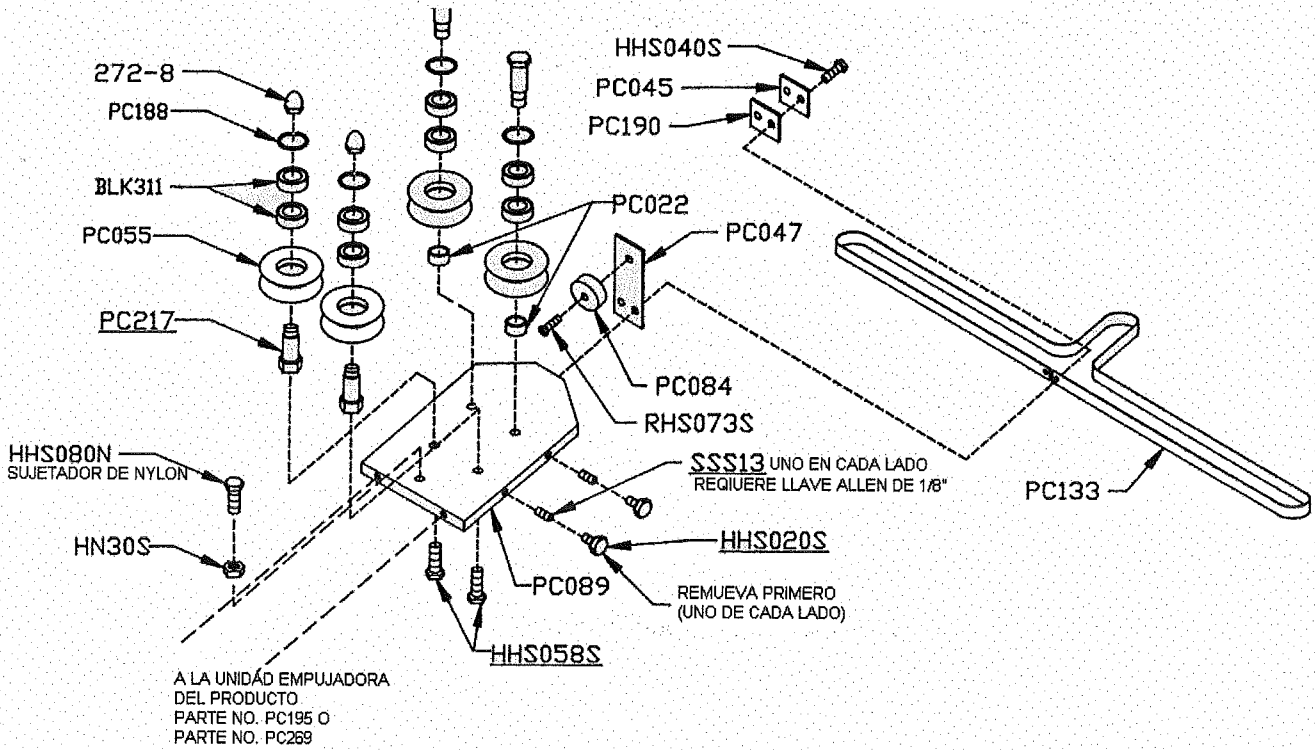 272-8
PC188
BLK311
PC055
PC217
HHS080N
SUJETADOR DE NYLON
HN30S
A LA UNIDAD EMPUJADORA
DEL PRODUCTO
PARTE NO. PC195 O
PARTE NO. PC269
HHS040S
PC045
PC190
PC022
PC047
PC084
RHS073S
SSS13 UNO EN CADA LADO
REQIUERE LLAVE ALLEN DE 1/8"
PC133
HHS020S
PC089
REMUEVA PRIMERO
(UNO DE CADA LADO)
HHS058S